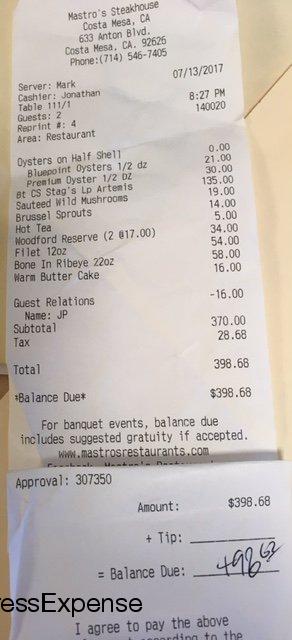 Mastro's Steakhouse
Costa Mesa, CA
633 Anton Blvd.
Costa Mesa, CA. 92626
Phone:(714) 546-7405
07/13/2017
Server: Mark
Cashier: Jonathan 8:27 PM
Table 111/1 140020
Guests: 2
Reprint #: 4
Area: Restaurant
Oysters on Half Shell 0.00
Bluepoint Oysters 1/2 dz 21.00
Premium Oyster 1/2 DZ 30.00
Bt CS Stag's Lp Artemis 135.00
Sauteed Wild Mushrooms 19.00
Brussel Sprouts 14.00
Hot Tea 5.00
Woodford Reserve (2 @17.00) 34.00
Filet 12oz 54.00
Bone In Ribeye 22oz 58.00
Warm Butter Cake 16.00
Guest Relations -16.00
Name: JP
Subtotal 370.00
Tax 28.68
Total 398.68
*Balance Due* $398.68
For banquet events, balance due
includes suggested gratuity if accepted.
www.mastrosrestaurants.com
Approval: 307350
Amount: $398.68
+ Tip:
= Balance Due: 498 63
I agree to pay the above
ressExpense